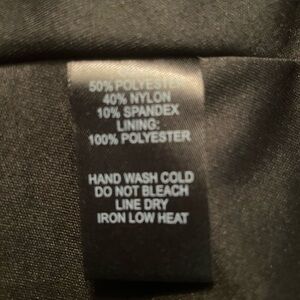 50% POLYESTER
40% NYLON
10% SPANDEX
LINING:
100% POLYESTER
HAND WASH COLD
DO NOT BLEACH
LINE DRY
IRON LOW HEAT